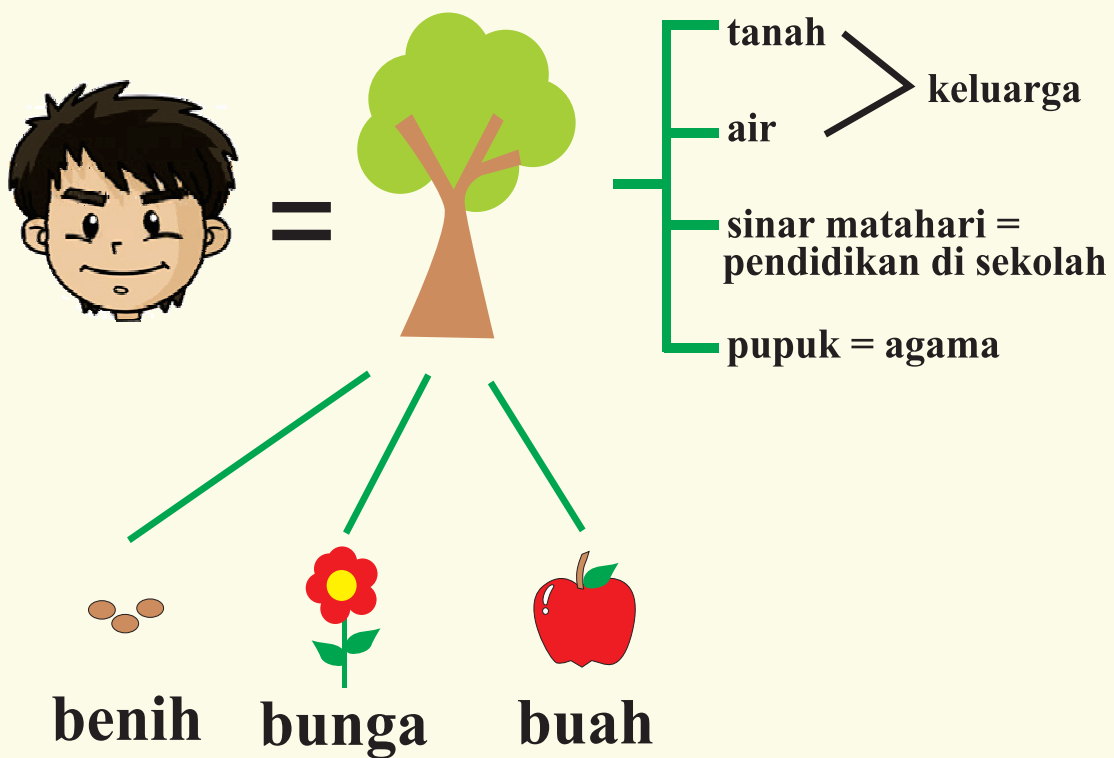 tanah
air
keluarga
=
sinar matahari =
pendidikan di sekolah
pupuk = agama
benih
bunga
buah